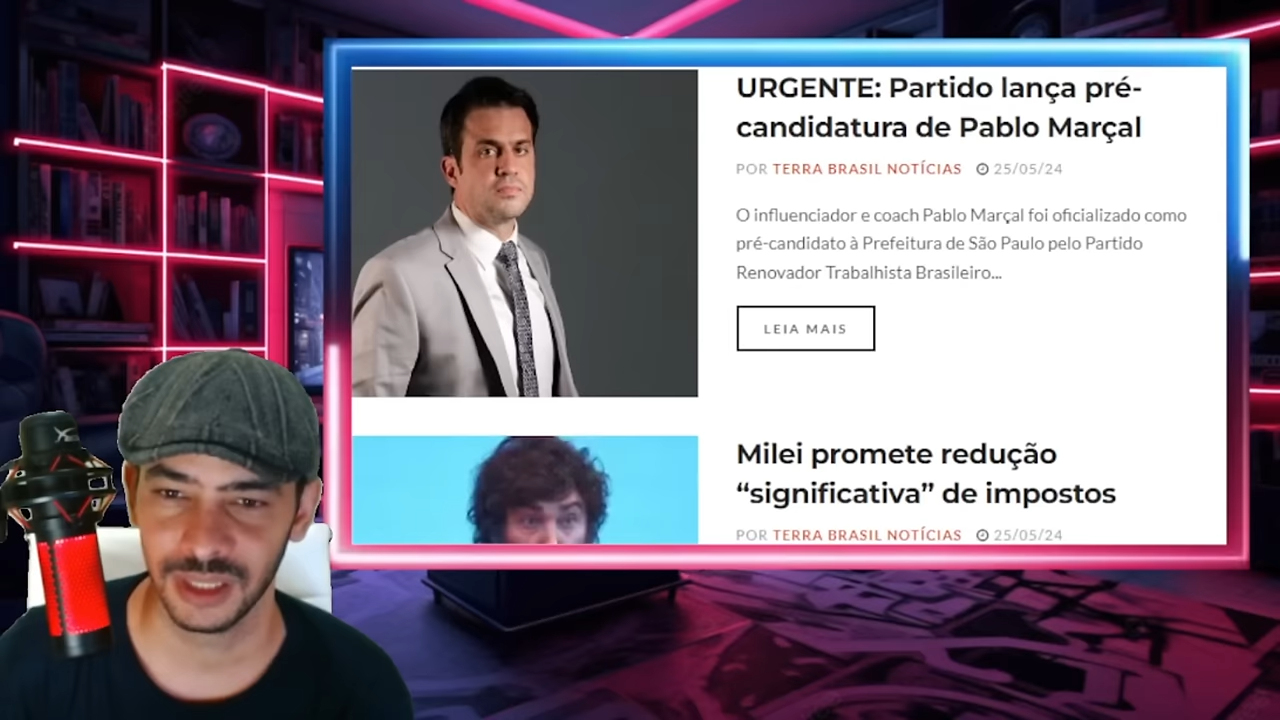 URGENTE: Partido lança pré-
candidatura de Pablo Marçal
POR TERRA BRASIL NOTÍCIAS 25/05/24
O influenciador e coach Pablo Marçal foi oficializado como
pré-candidato à Prefeitura de São Paulo pelo Partido
Renovador Trabalhista Brasileiro...
LEIA MAIS
Milei promete redução
“significativa” de impostos
POR TERRA BRASIL NOTÍCIAS 25/05/24